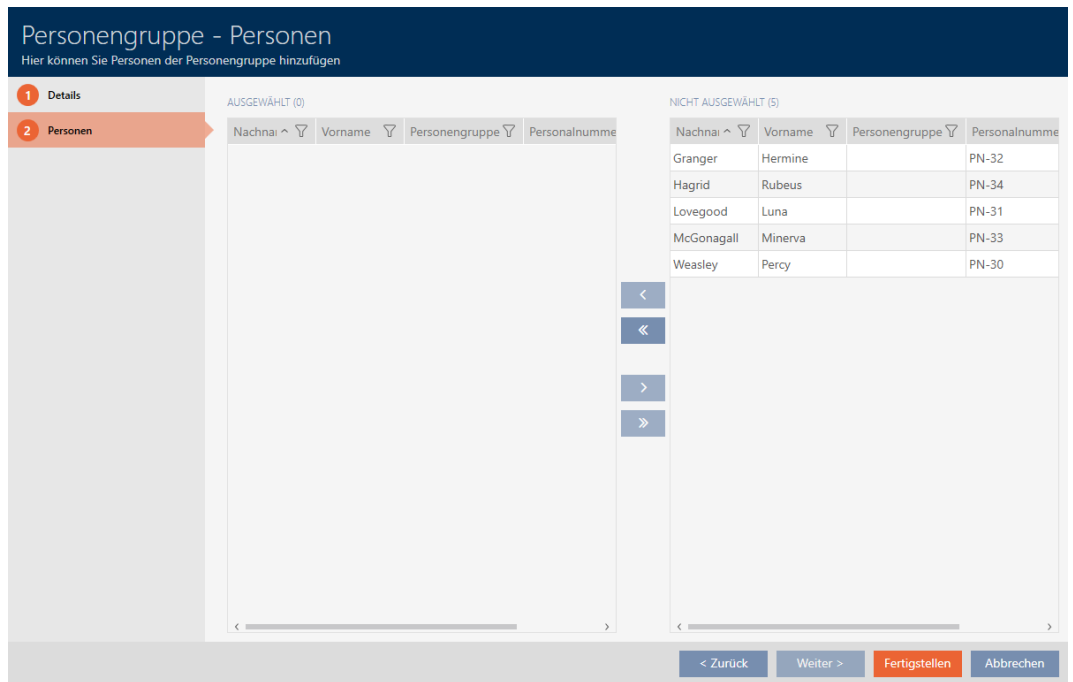 Personengruppe - Personen
Hier können Sie Personen der Personengruppe hinzufügen
1 Details
2 Personen
AUSGEWÄHLT (0)
Nachnai Vorname Personengruppe Personalnumme
NICHT AUSGEWÄHLT (5)
Nachnai Vorname Personengruppe Personalnumme
Granger Hermine PN-32
Hagrid Rubeus PN-34
Lovegood Luna PN-31
McGonagall Minerva PN-33
Weasley Percy PN-30
< Zurück Weiter > Fertigstellen Abbrechen